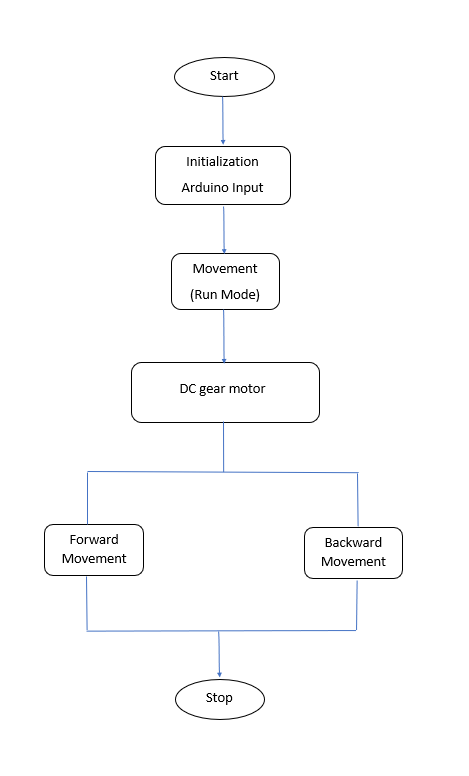 Start
Initialization
Arduino Input
Movement
(Run Mode)
DC gear motor
Forward
Movement
Backward
Movement
Stop